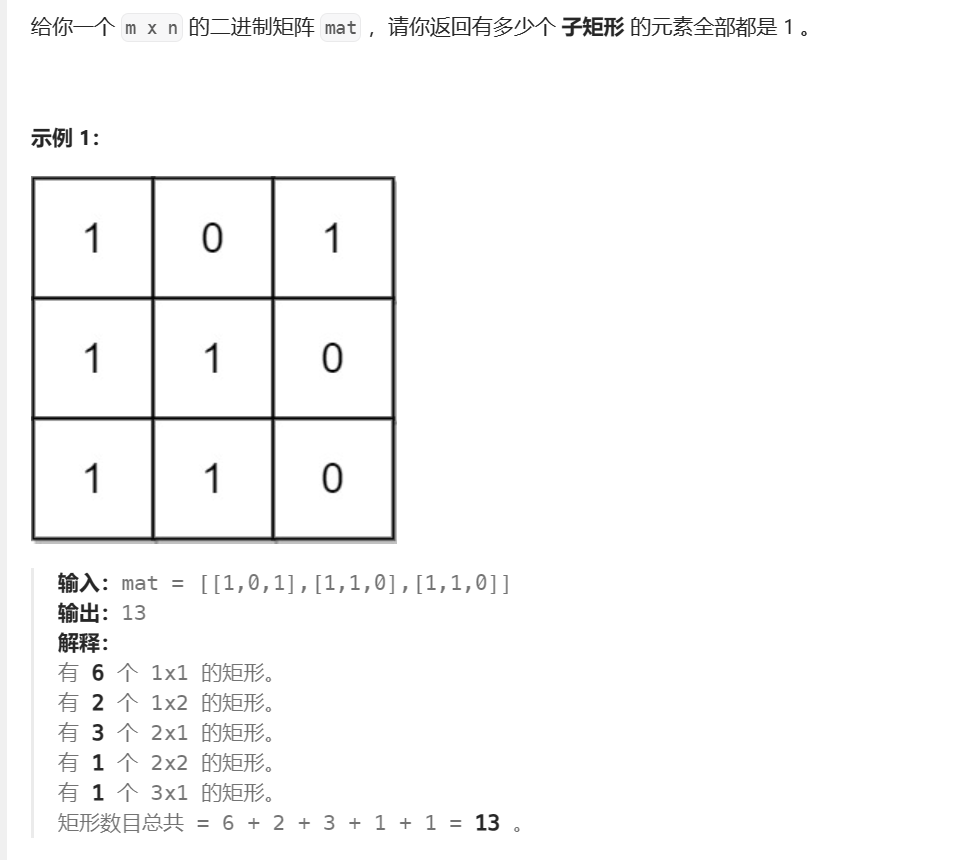 给你一个 m x n 的二进制矩阵 mat ，请你返回有多少个 子矩形 的元素全部都是 1 。
示例 1：
1 0 1
1 1 0
1 1 0
输入：mat = [[1,0,1],[1,1,0],[1,1,0]]
输出：13
解释：
有 6 个 1x1 的矩形。
有 2 个 1x2 的矩形。
有 3 个 2x1 的矩形。
有 1 个 2x2 的矩形。
有 1 个 3x1 的矩形。
矩形数目总共 = 6 + 2 + 3 + 1 + 1 = 13 。